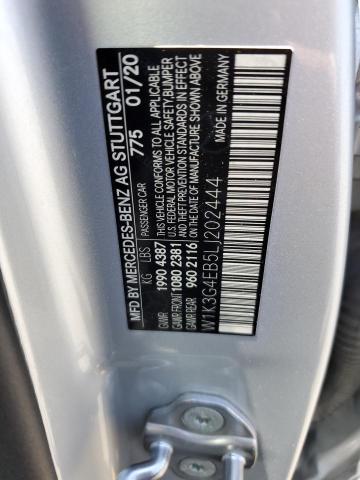 MFD BY MERCEDES-BENZ AG STUTTGART
775 01/20
PASSENGER CAR
KG LBS
GVWR 1990 4387
GAWR FRONT 1080 2381
GAWR REAR 960 2116
THIS VEHICLE CONFORMS TO ALL APPLICABLE
U.S. FEDERAL MOTOR VEHICLE SAFETY, BUMPER
AND THEFT PREVENTION STANDARDS IN EFFECT
ON THE DATE OF MANUFACTURE SHOWN ABOVE
MADE IN GERMANY
W1K3G4EB5LJ202444